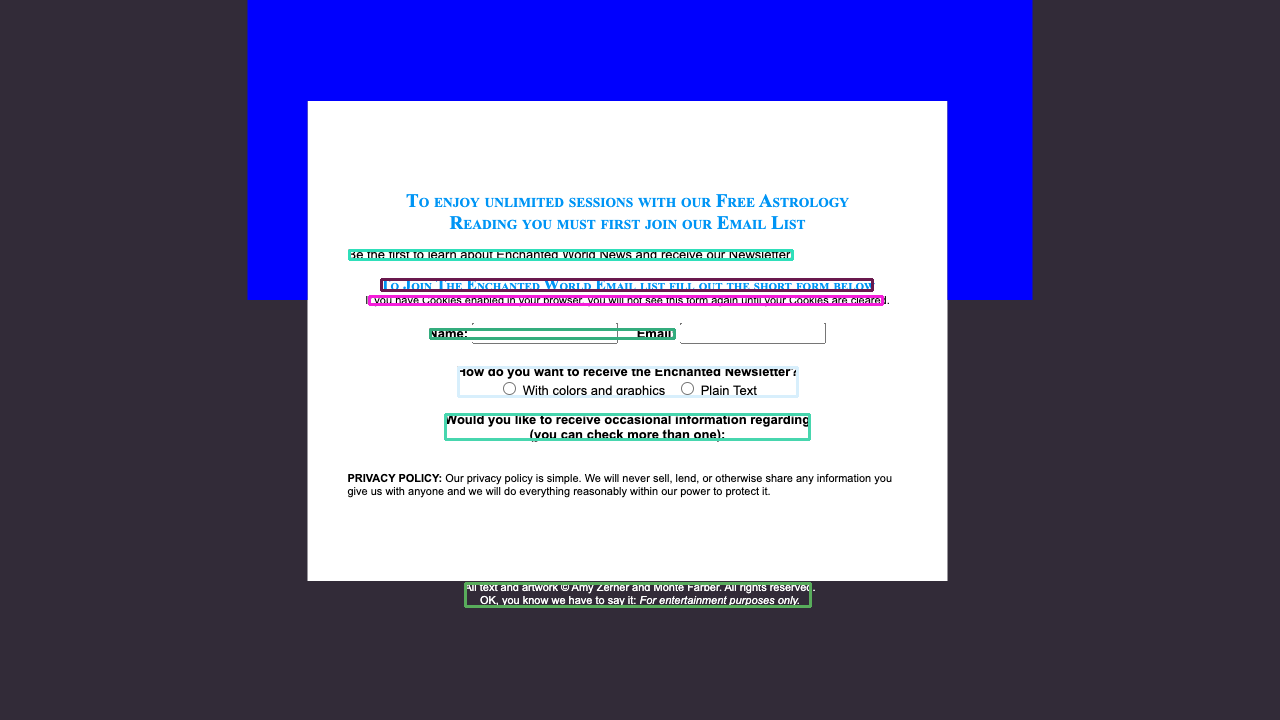 To enjoy unlimited sessions with our Free Astrology
Reading you must first join our Email List
Be the first to learn about Enchanted World News and receive our Newsletter
To Join The Enchanted World Email list fill out the short form below
If you have Cookies enabled in your browser, you will not see this form again until your Cookies are cleared.
Name: Email
How do you want to receive the Enchanted Newsletter?
With colors and graphics Plain Text
Would you like to receive occasional information regarding
(you can check more than one):
PRIVACY POLICY: Our privacy policy is simple. We will never sell, lend, or otherwise share any information you
give us with anyone and we will do everything reasonably within our power to protect it.
All text and artwork © Amy Zerner and Monte Farber. All rights reserved.
OK, you know we have to say it: For entertainment purposes only.